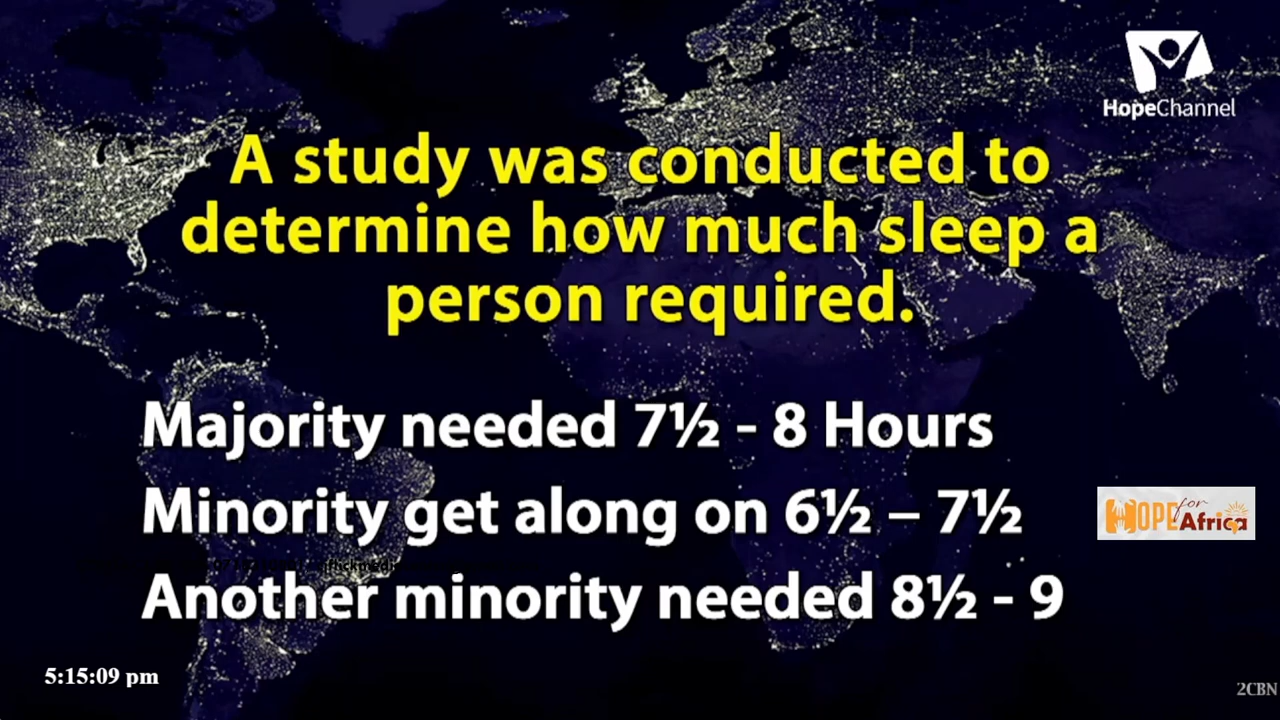 HopeChannel
A study was conducted to
determine how much sleep a
person required.
Majority needed 7½ - 8 Hours
Minority get along on 6½ – 7½
HOPE for Africa
Another minority needed 8½ - 9
5:15:09 pm
2CBN